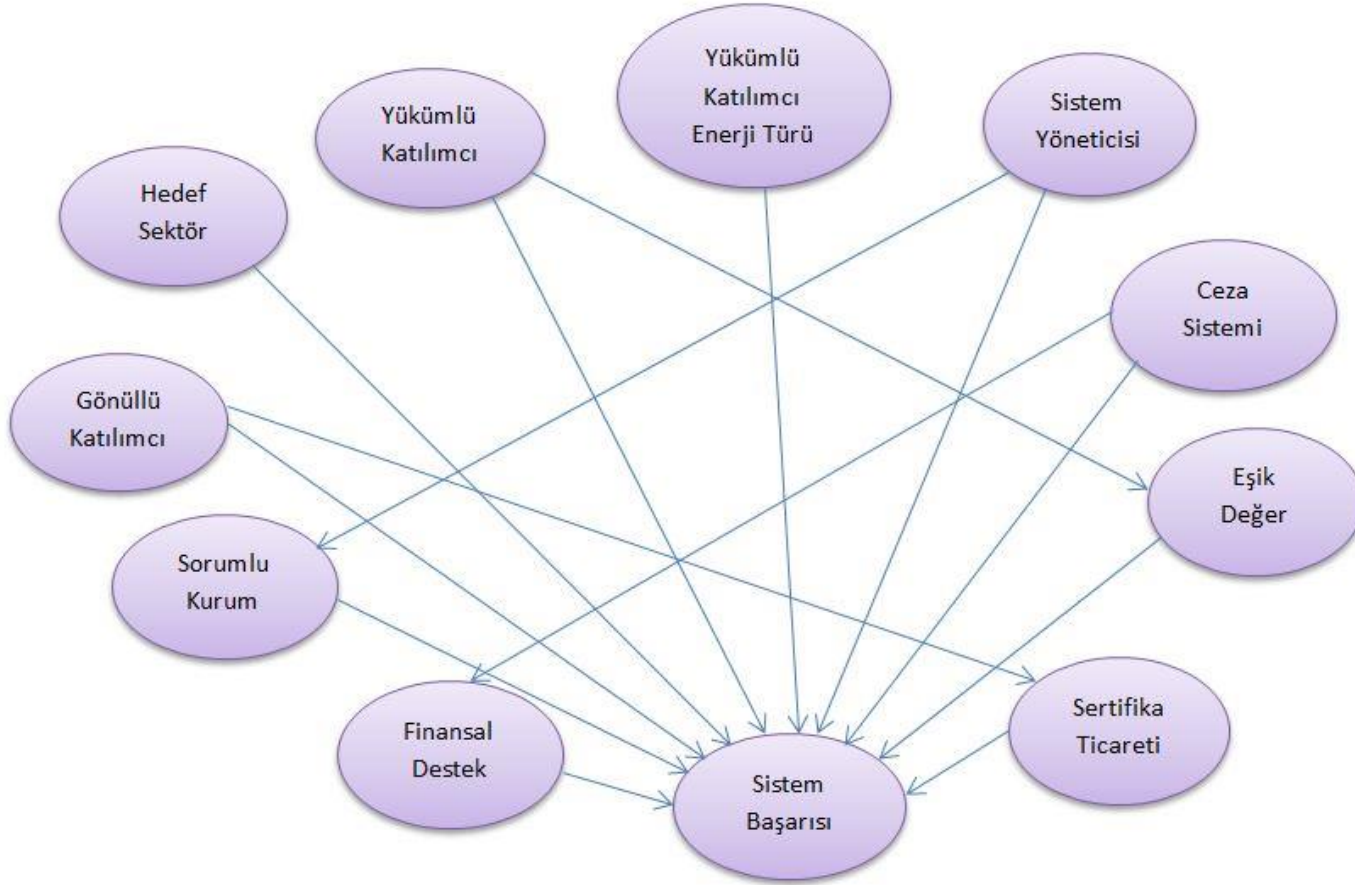 Yükümlü
Katılımcı
Enerji Türü
Sistem
Yöneticisi
Yükümlü
Katılımcı
Hedef
Sektör
Ceza
Sistemi
Gönüllü
Katılımcı
Eşik
Değer
Sorumlu
Kurum
Sertifika
Ticareti
Finansal
Destek
Sistem
Başarısı